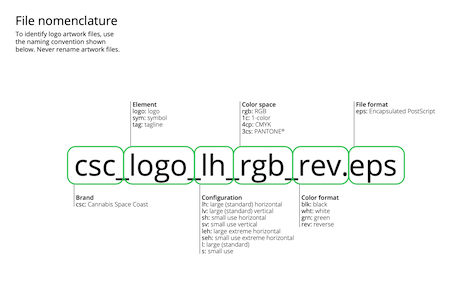 File nomenclature
To identify logo artwork files, use
the naming convention shown
below. Never rename artwork files.
Element
logo: logo
sym: symbol
tag: tagline
Color space
rgb: RGB
1c: 1-color
4cp: CMYK
3cs: PANTONE®
File format
eps: Encapsulated PostScript
csc_logo_lh_rgb_rev.eps
Brand
csc: Cannabis Space Coast
Configuration
lh: large (standard) horizontal
lv: large (standard) vertical
sh: small use horizontal
sv: small use vertical
leh: large extreme horizontal
seh: small use extreme horizontal
l: large (standard)
s: small use
Color format
blk: black
wht: white
grn: green
rev: reverse